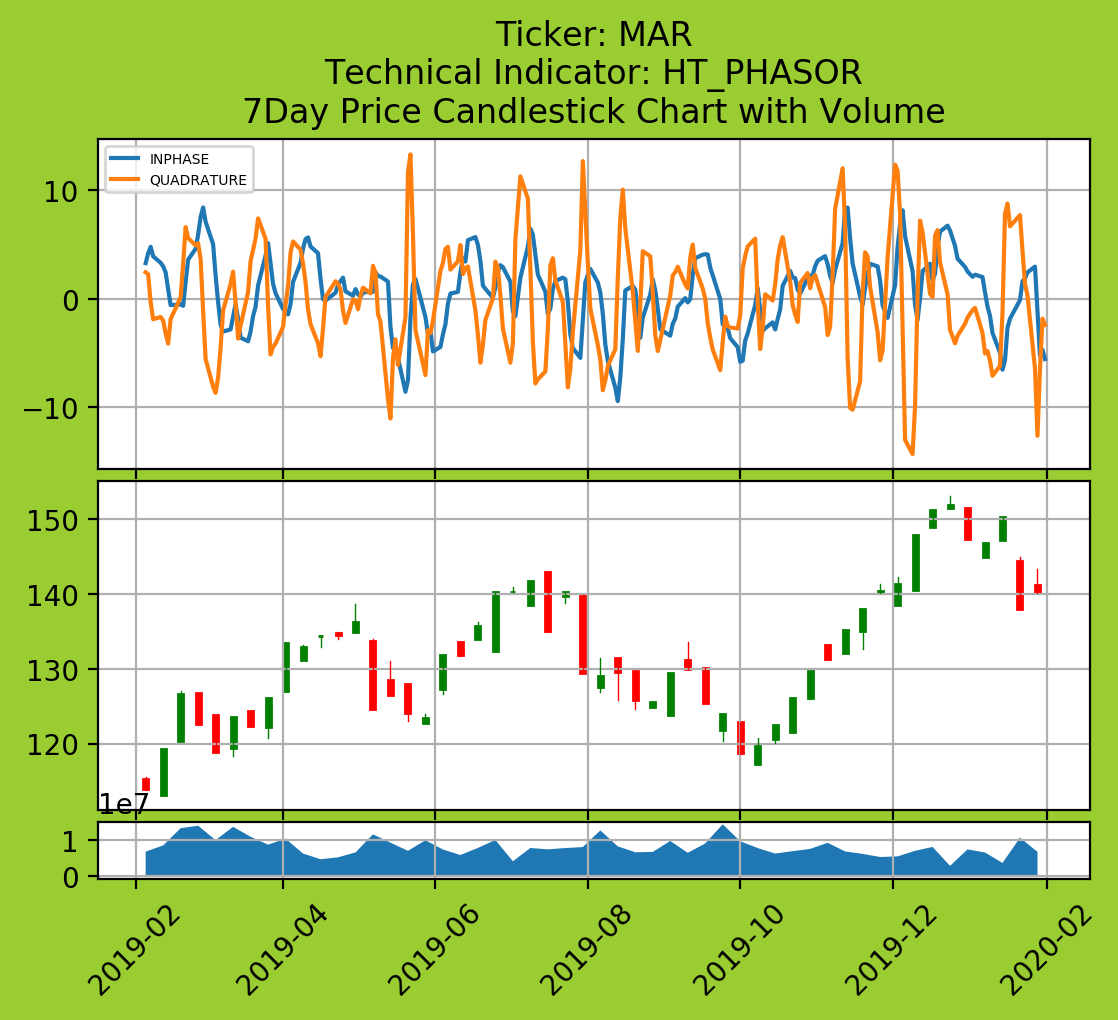 Ticker: MAR
Technical Indicator: HT_PHASOR
7Day Price Candlestick Chart with Volume
INPHASE
QUADRATURE
10
0
−10
150
140
130
120
1e7
1
0
2019-02
2019-04
2019-06
2019-08
2019-10
2019-12
2020-02